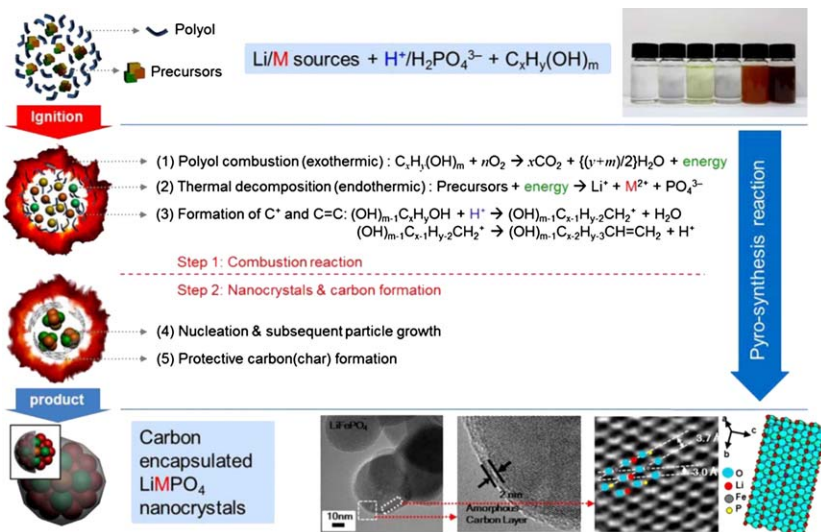 Polyol
Precursors
Li/M sources + H⁺/H₂PO₄³⁻ + CₓHᵧ(OH)ₘ
Ignition
(1) Polyol combustion (exothermic) : CₓHᵧ(OH)ₘ + nO₂ → xCO₂ + {(y+m)/2}H₂O + energy
(2) Thermal decomposition (endothermic) : Precursors + energy → Li⁺ + M²⁺ + PO₄³⁻
(3) Formation of C⁺ and C=C: (OH)ₘ₋₁CₓHᵧOH + H⁺ → (OH)ₘ₋₁Cₓ₋₁Hᵧ₋₂CH₂⁺ + H₂O
(OH)ₘ₋₁Cₓ₋₁Hᵧ₋₂CH₂⁺ → (OH)ₘ₋₁Cₓ₋₂Hᵧ₋₃CH=CH₂ + H⁺
Step 1: Combustion reaction
Step 2: Nanocrystals & carbon formation
(4) Nucleation & subsequent particle growth
(5) Protective carbon(char) formation
Pyro-synthesis reaction
product
Carbon
encapsulated
LiMPO₄
nanocrystals
LiFePO₄
10nm
2 nm
Amorphous
Carbon Layer
3.7 Å
3.0 Å
a
c
b
O
Li
Fe
P